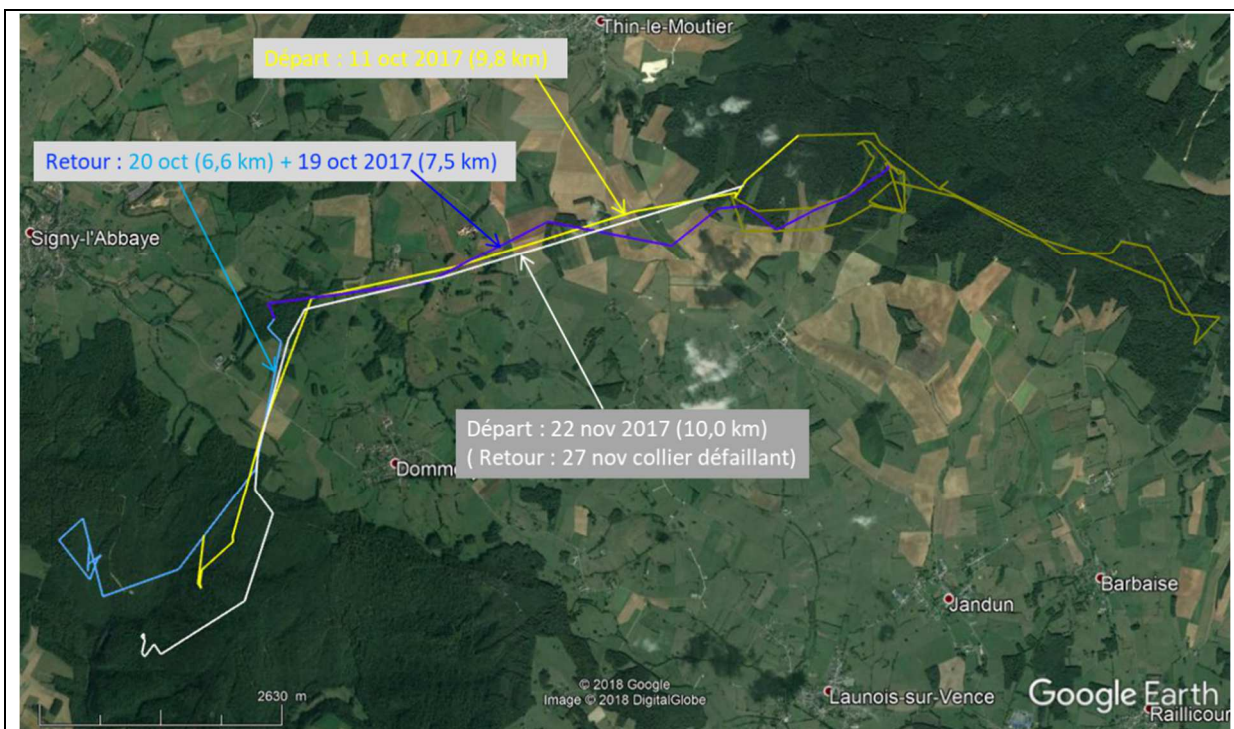 Thin-le-Moutier
Départ : 11 oct 2017 (9,8 km)
Retour : 20 oct (6,6 km) + 19 oct 2017 (7,5 km)
Signy-l'Abbaye
Départ : 22 nov 2017 (10,0 km)
( Retour : 27 nov collier défaillant)
Barbaise
Jandun
2630 m
© 2018 Google
Image © 2018 DigitalGlobe
Launois-sur-Vence
Google Earth